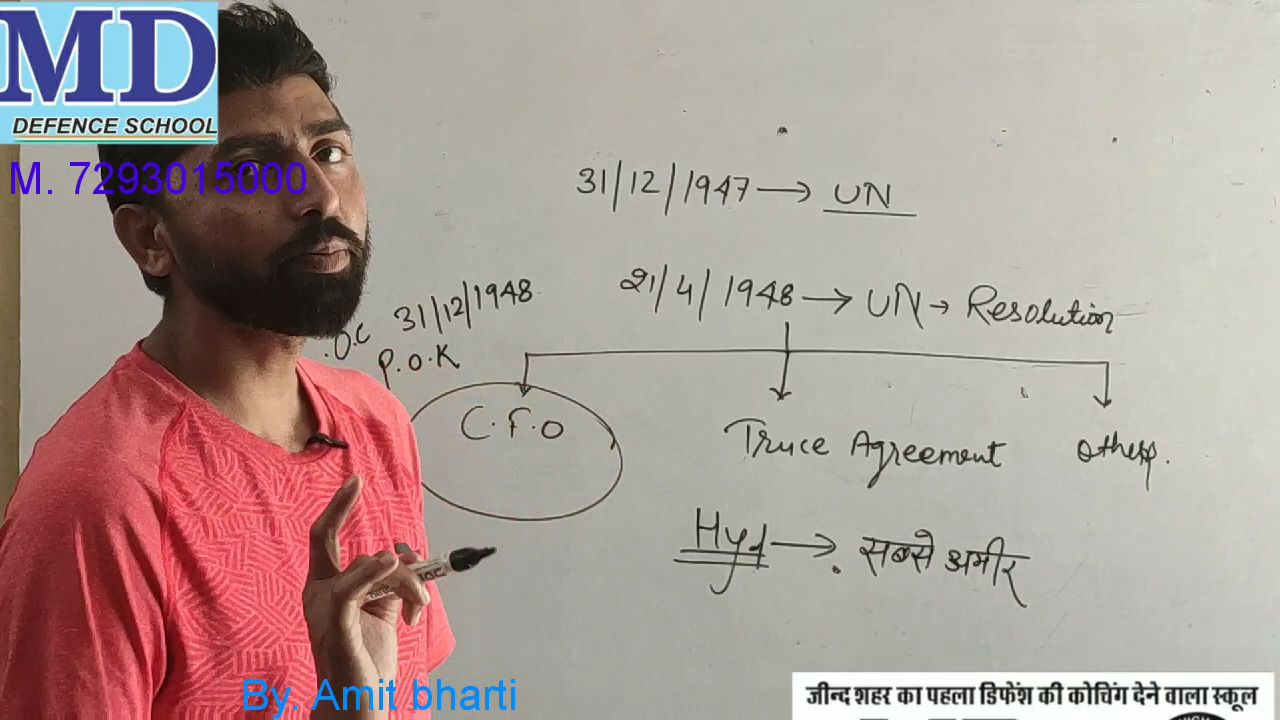 MD
DEFENCE SCHOOL
M. 7293015000
31/12/1947 → UN
21/4/1948 → UN → Resolution
31/12/1948
.O.C
P.O.K
C.F.O
Truce Agreement
Others.
Hyd → सबसे अमीर
By. Amit bharti
जीन्द शहर का पहला डिफेंश की कोचिंग देने वाला स्कूल